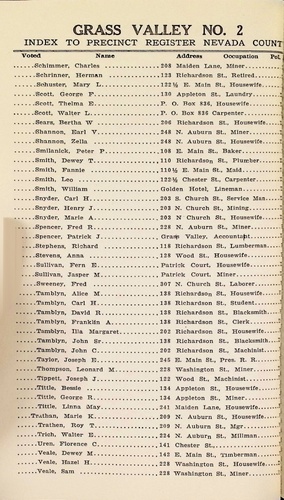 GRASS VALLEY NO. 2
INDEX TO PRECINCT REGISTER NEVADA COUNT
Voted Name Address Occupation Pol.
Schimmer, Charles 208 Maiden Lane, Miner
Schrinner, Herman 123 Richardson St., Retired
Schuster, Mary L. 122½ E. Main St., Housewife
Scott, George F. 130 Appleton St., Laundry
Scott, Thelma E. P. O. Box 836, Housewife
Scott, Walter L. P. O. Box 836 Carpenter
Sears, Bertha W. 206 Richardson St., Housewife
Shannon, Earl V. 248 N. Auburn St., Miner
Shannon, Zella 248 N. Auburn St., Housewife
Smilanick, Peter P. 108 E. Main St., Baker
Smith, Dewey T. 110 Richardson St., Plumber
Smith, Fannie 110½ E. Main St., Maid
Smith, Leo 122½ Chester St., Carpenter
Smith, William Golden Hotel, Lineman
Snyder, Carl H. 203 S. Church St., Service Man
Snyder, Henry J. 203 N. Church St., Mining
Snyder, Marie A. 203 N Church St., Housewife
Spencer, Fred R. 228 N. Auburn St., Miner
Spencer, Patrick J. Grass Valley, Accountant
Stephens, Richard 118 Richardson St., Lumberman
Stevens, Anna 128 Wood St., Housewife
Sullivan, Fern E. Patrick Court, Housewife
Sullivan, Jasper M. Patrick Court, Miner
Sweeney, Fred 307 N. Church St., Laborer
Tamblyn, Alice M. 138 Richardson St., Housewife
Tamblyn, Carl H. 138 Richardson St., Student
Tamblyn, David R. 138 Richardson St., Blacksmith
Tamblyn, Franklin A. 138 Richardson St., Clerk
Tamblyn, Illa Margaret 202 Richardson St., Housewife
Tamblyn, John Sr. 138 Richardson St., Blacksmith
Tamblyn, John C. 202 Richardson St., Machinist
Taylor, Joseph E. 245 E. Main St., Pres. B. R.
Thompson, Leonard M. 228 Washington St., Miner
Tippett, Joseph J. 122 Wood St., Machinist
Tittle, Bessie 134 Appleton St., Housewife
Tittle, George R. 134 Appleton St., Miner
Tittle, Linna May 241 Maiden Lane, Housewife
Trathan, Marie K. 209 N. Auburn St., Housewife
Trathen, Roy T. 209 N. Auburn St., Mgr.
Trich, Walter E. 224 N. Auburn St., Millman
Uren, Florence C. 141 Chester St.
Veale, Dewey M. 143 E. Main St., Timberman
Veale, Hazel H. 228 Washington St., Housewife
Veale, Sam 228 Washington St., Miner